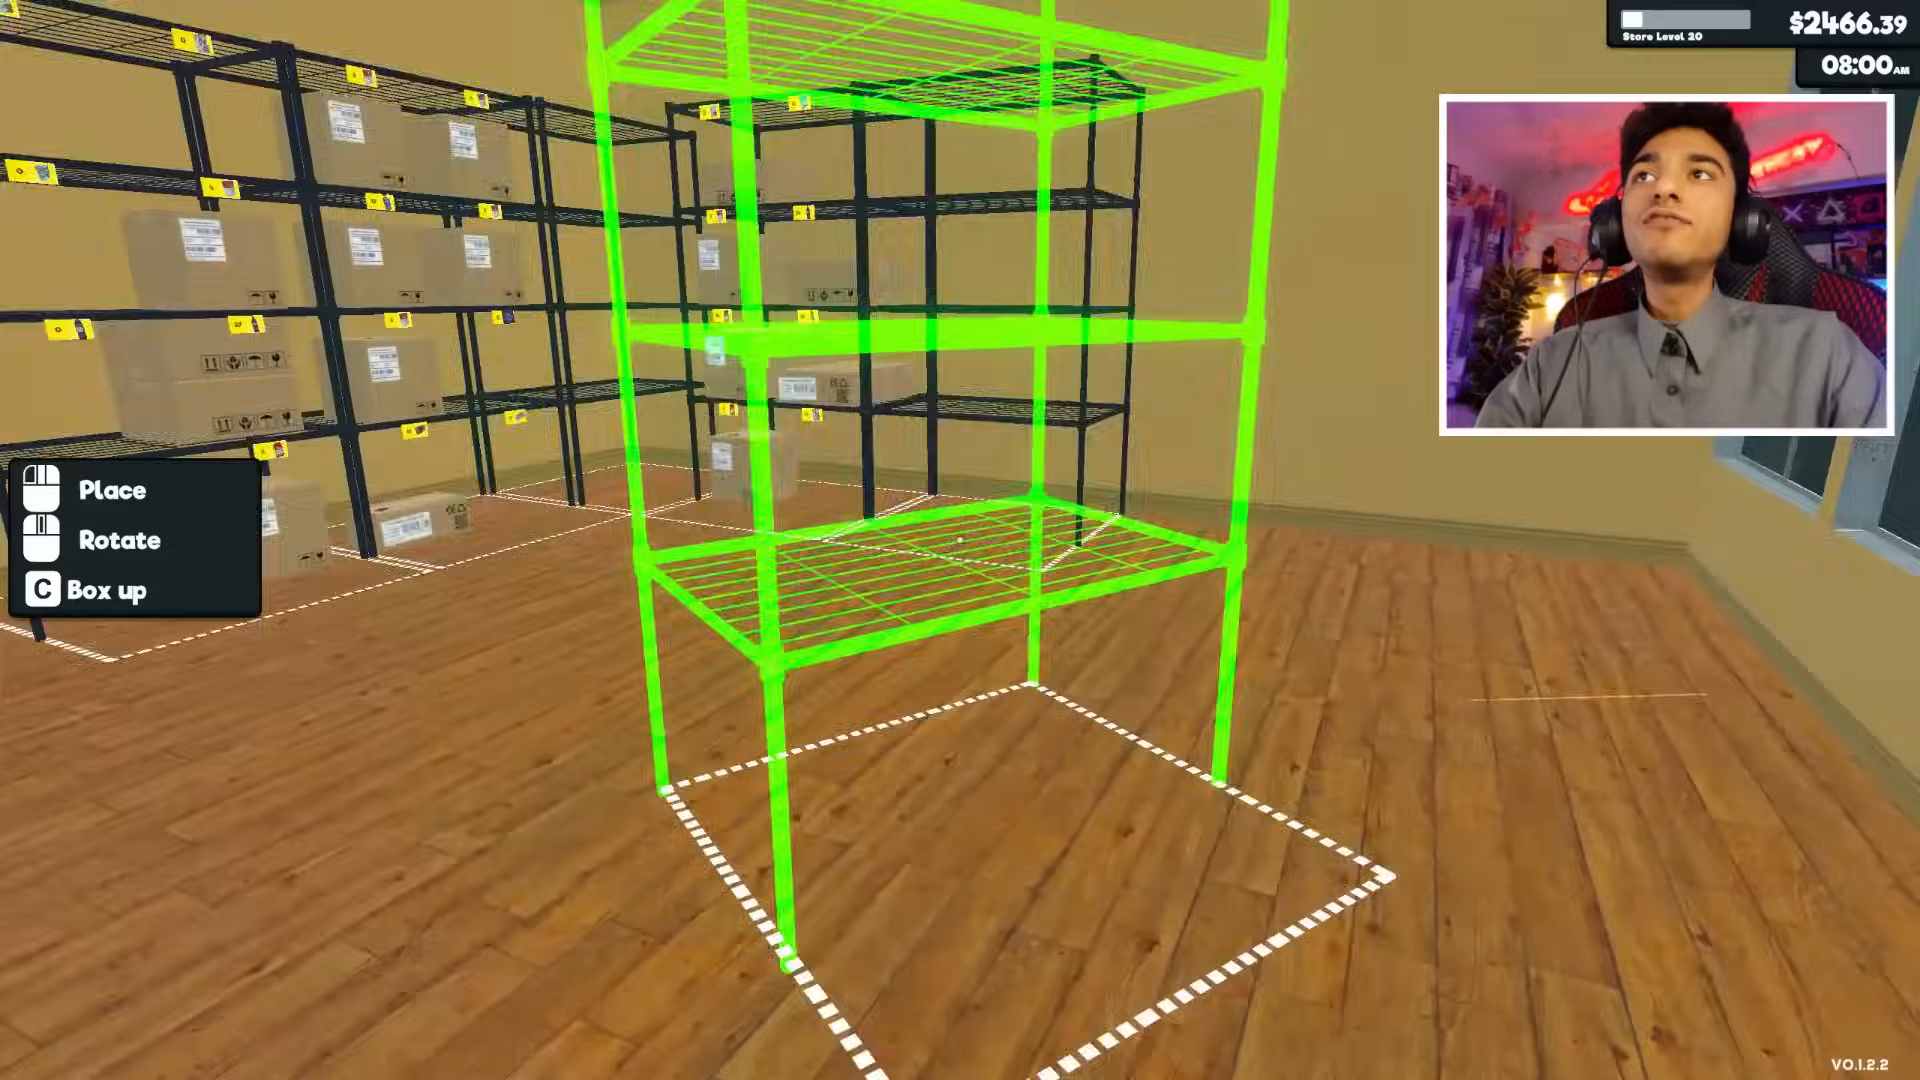 $2466.39
Store Level 20
08:00AM
Place
Rotate
C Box up
V0.1.2.2